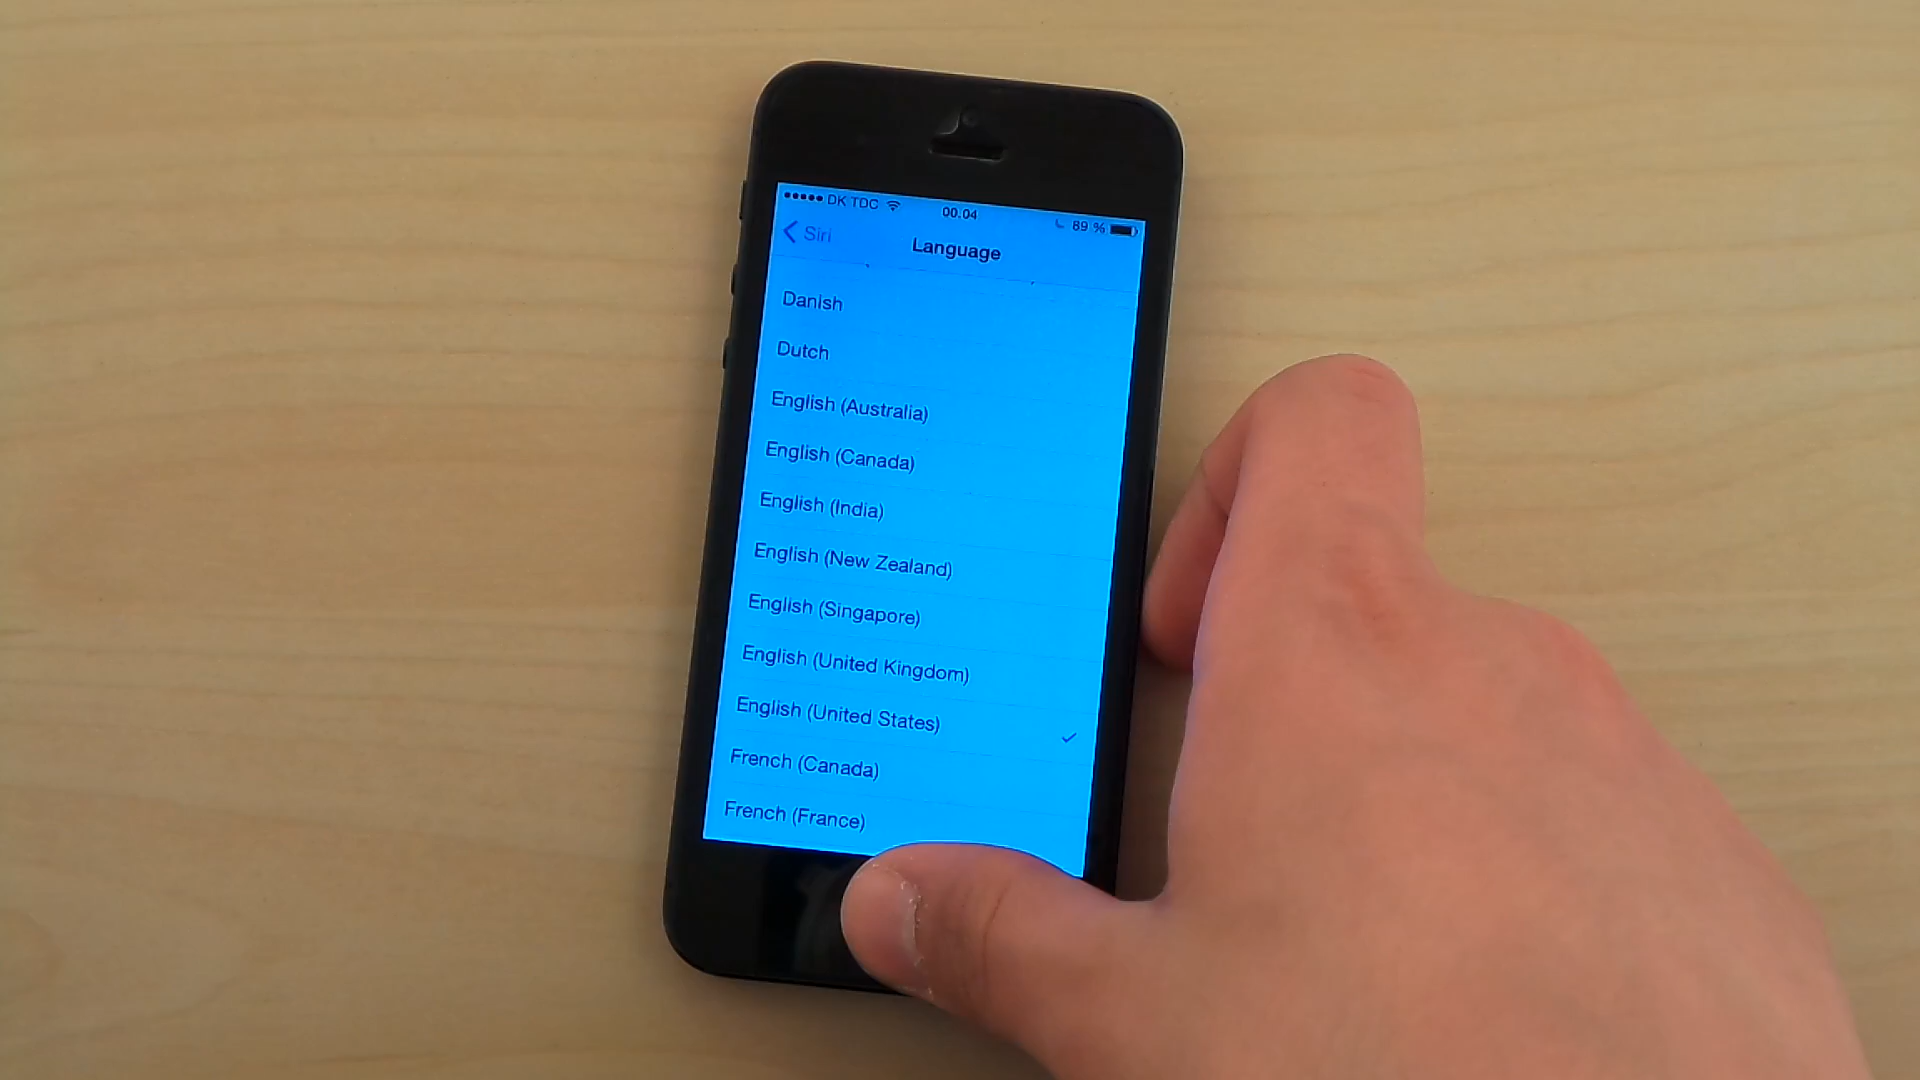 DK TDC 00.04 89 %
Siri Language
Danish
Dutch
English (Australia)
English (Canada)
English (India)
English (New Zealand)
English (Singapore)
English (United Kingdom)
English (United States)
French (Canada)
French (France)